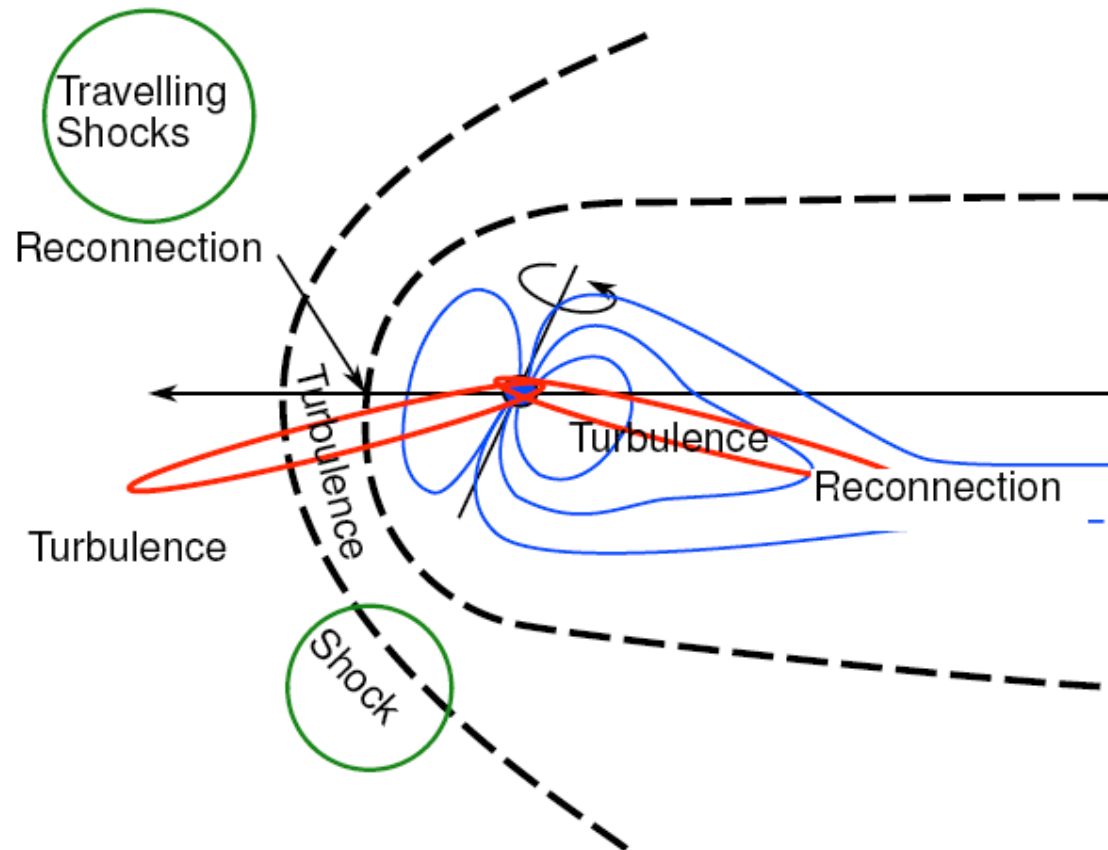 Travelling
Shocks
Reconnection
Turbulence
Turbulence
Reconnection
Turbulence
Shock